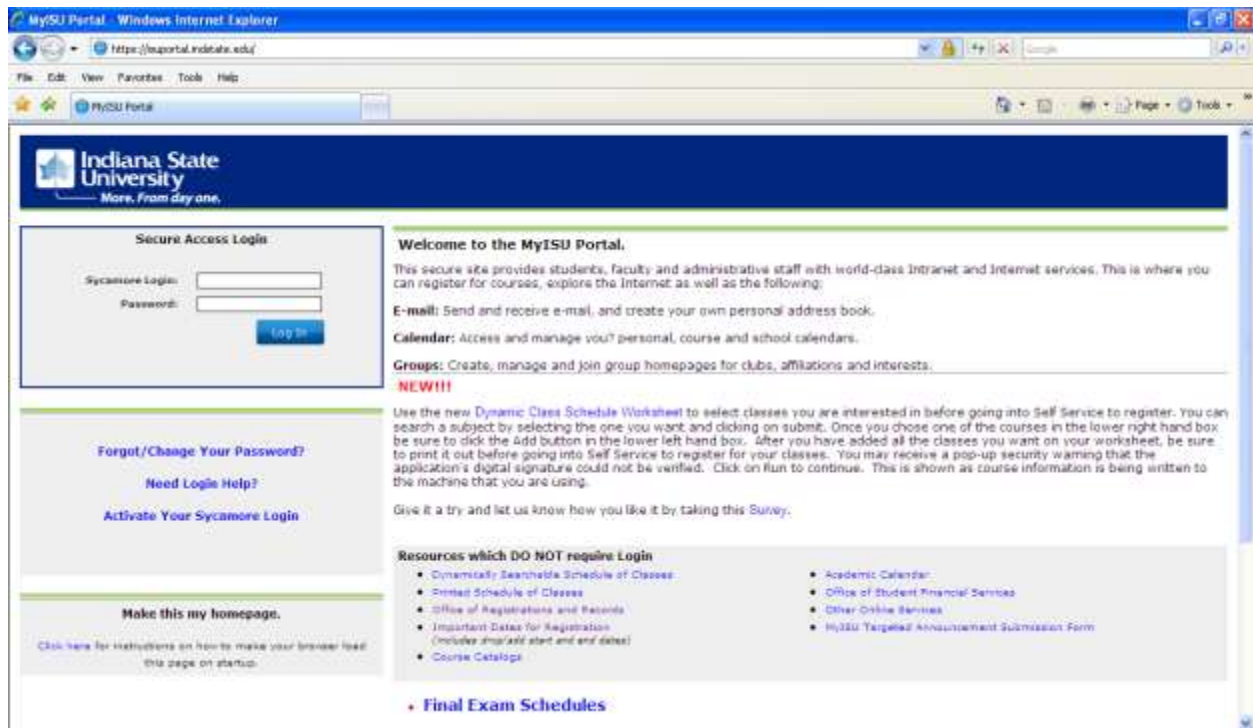 MyISU Portal - Windows Internet Explorer
Google
File Edit View Favorites Tools Help
MyISU Portal
Page
Tools
Indiana State
University
More. From day one.
Secure Access Login
Sycamore Login:
Password:
Log In
Forgot/Change Your Password?
Need Login Help?
Activate Your Sycamore Login
Make this my homepage.
Click here for instructions on how to make your browser load
this page on startup.
Welcome to the MyISU Portal.
This secure site provides students, faculty and administrative staff with world-class Intranet and Internet services. This is where you
can register for courses, explore the Internet as well as the following:
E-mail: Send and receive e-mail, and create your own personal address book.
Calendar: Access and manage you? personal, course and school calendars.
Groups: Create, manage and join group homepages for clubs, affiliations and interests.
NEW!!!
Use the new Dynamic Class Schedule Worksheet to select classes you are interested in before going into Self Service to register. You can
search a subject by selecting the one you want and clicking on submit. Once you chose one of the courses in the lower right hand box
be sure to click the Add button in the lower left hand box. After you have added all the classes you want on your worksheet, be sure
to print it out before going into Self Service to register for your classes. You may receive a pop-up security warning that the
application's digital signature could not be verified. Click on Run to continue. This is shown as course information is being written to
the machine that you are using.
Give it a try and let us know how you like it by taking this Survey.
Resources which DO NOT require Login
Dynamically Searchable Schedule of Classes
Printed Schedule of Classes
Office of Registrations and Records
Important Dates for Registration
(includes drop/add start and end dates)
Course Catalogs
Academic Calendar
Office of Student Financial Services
Other Online Services
MyISU Targeted Announcement Submission Form
Final Exam Schedules